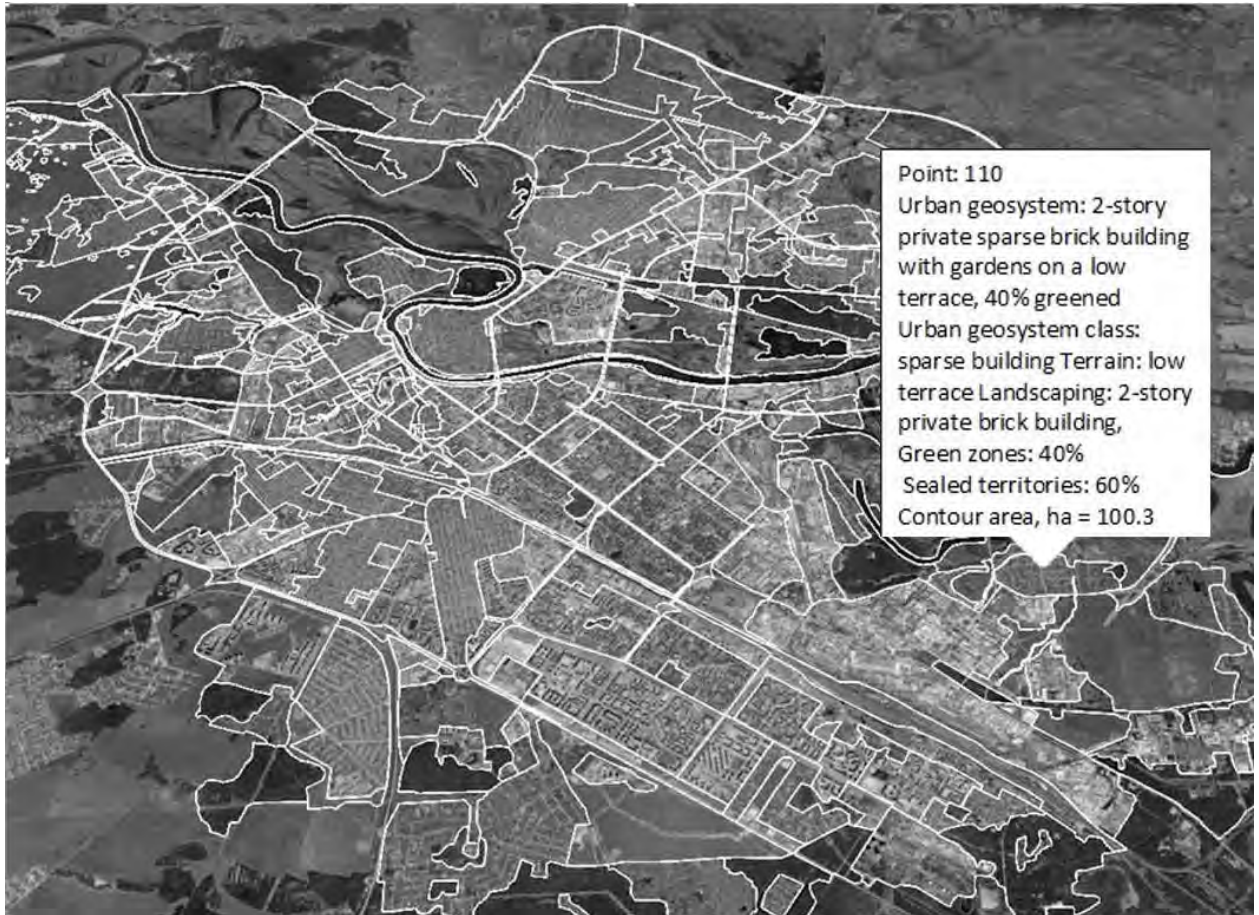 Point: 110
Urban geosystem: 2-story
private sparse brick building
with gardens on a low
terrace, 40% greened
Urban geosystem class:
sparse building Terrain: low
terrace Landscaping: 2-story
private brick building,
Green zones: 40%
Sealed territories: 60%
Contour area, ha = 100.3